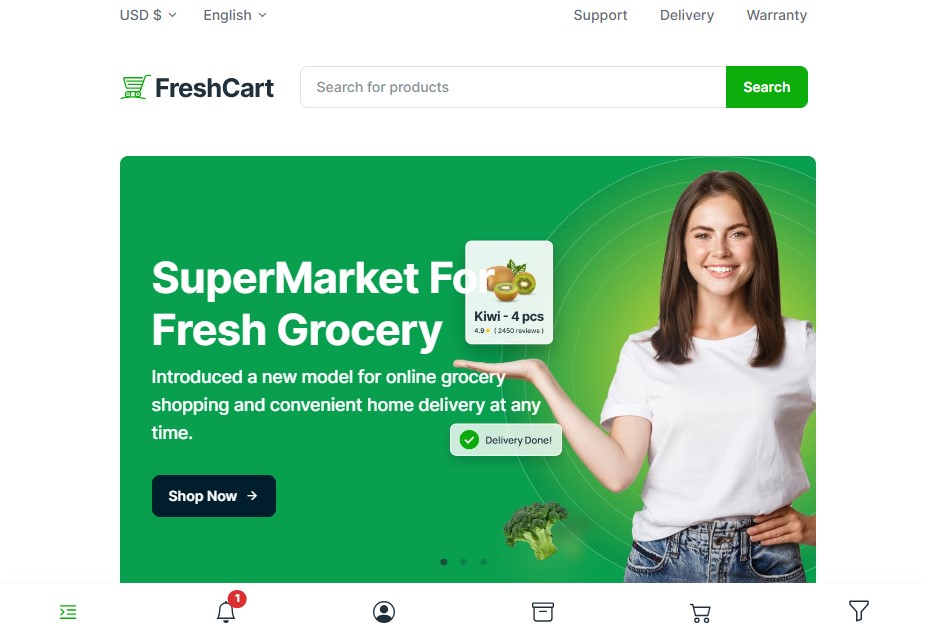 USD $ English Support Delivery Warranty
FreshCart Search for products Search
SuperMarket For
Fresh Grocery
Introduced a new model for online grocery
shopping and convenient home delivery at any
time.
Shop Now →
Kiwi - 4 pcs
4.9★ ( 2450 reviews )
Delivery Done!
1